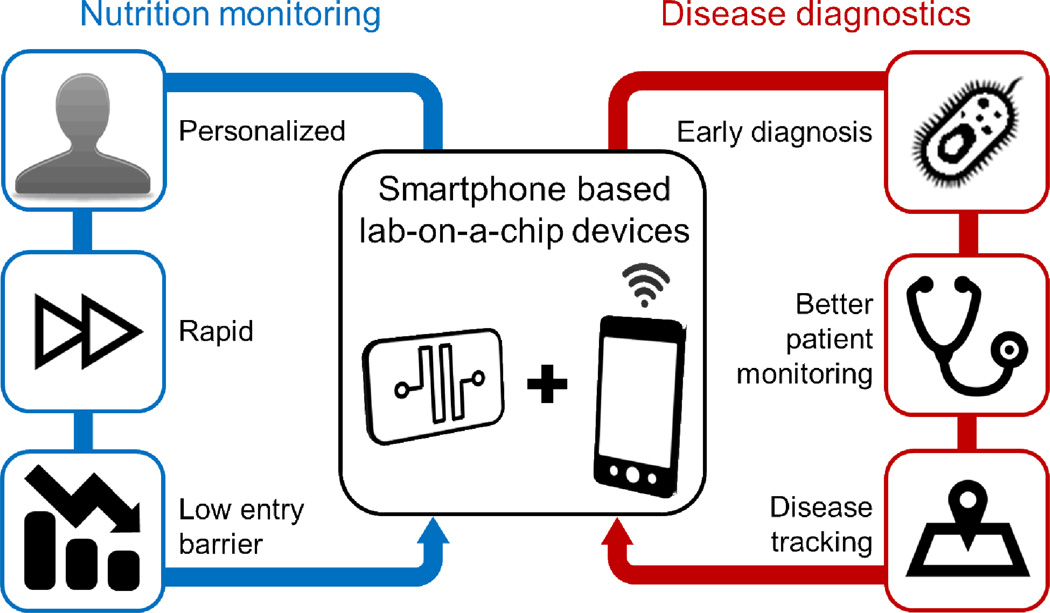 Nutrition monitoring
Disease diagnostics
Personalized
Early diagnosis
Smartphone based
lab-on-a-chip devices
Rapid
Better
patient
monitoring
Low entry
barrier
Disease
tracking